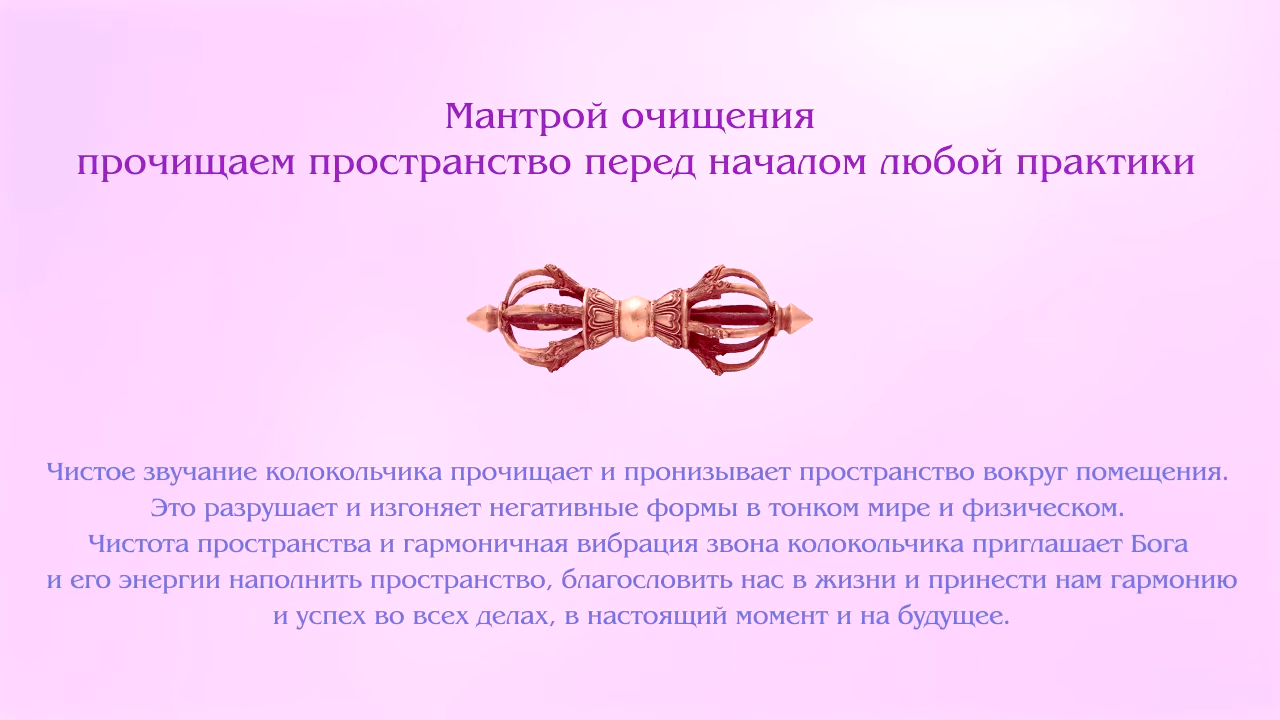 Мантрой очищения
прочищаем пространство перед началом любой практики
Чистое звучание колокольчика прочищает и пронизывает пространство вокруг помещения.
Это разрушает и изгоняет негативные формы в тонком мире и физическом.
Чистота пространства и гармоничная вибрация звона колокольчика приглашает Бога
и его энергии наполнить пространство, благословить нас в жизни и принести нам гармонию
и успех во всех делах, в настоящий момент и на будущее.